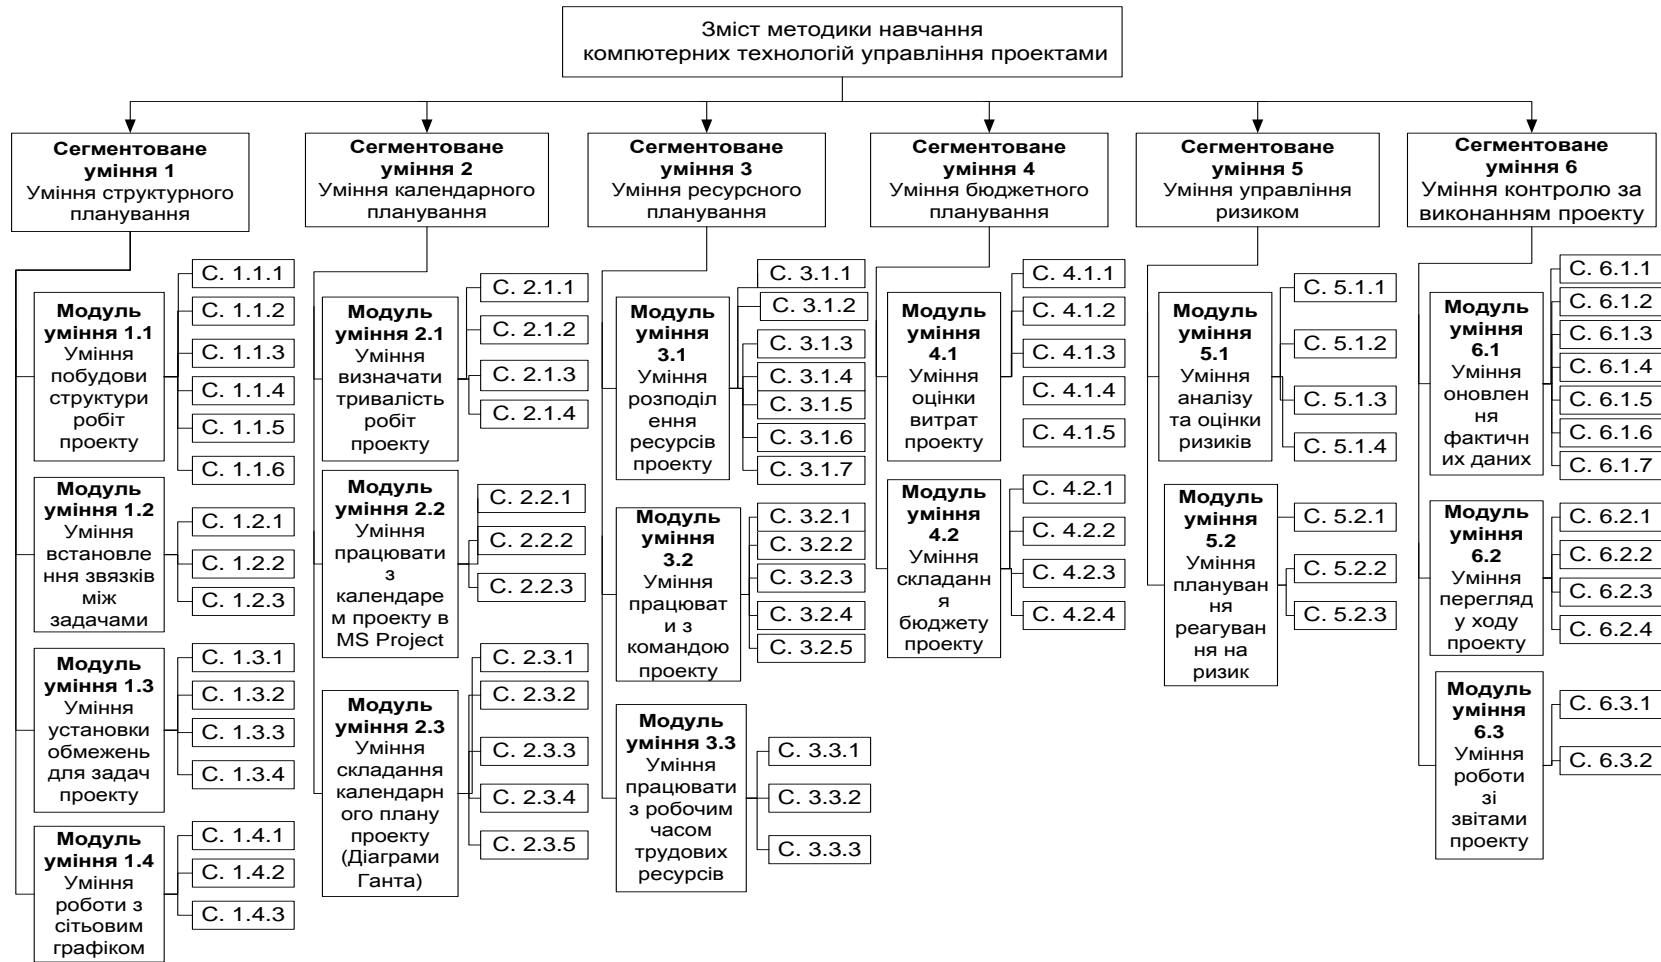 Зміст методики навчання
компютерних технологій управління проектами
Сегментоване
уміння 1
Уміння структурного
планування
Сегментоване
уміння 2
Уміння календарного
планування
Сегментоване
уміння 3
Уміння ресурсного
планування
Сегментоване
уміння 4
Уміння бюджетного
планування
Сегментоване
уміння 5
Уміння управління
ризиком
Сегментоване
уміння 6
Уміння контролю за
виконанням проекту
Модуль
уміння 1.1
Уміння
побудови
структури
робіт
проекту
С. 1.1.1
С. 1.1.2
С. 1.1.3
С. 1.1.4
С. 1.1.5
С. 1.1.6
Модуль
уміння 1.2
Уміння
встановле
ння звязків
між
задачами
С. 1.2.1
С. 1.2.2
С. 1.2.3
Модуль
уміння 1.3
Уміння
установки
обмежень
для задач
проекту
С. 1.3.1
С. 1.3.2
С. 1.3.3
С. 1.3.4
Модуль
уміння 1.4
Уміння
роботи з
сітьовим
графіком
С. 1.4.1
С. 1.4.2
С. 1.4.3
Модуль
уміння 2.1
Уміння
визначати
тривалість
робіт
проекту
С. 2.1.1
С. 2.1.2
С. 2.1.3
С. 2.1.4
Модуль
уміння 2.2
Уміння
працювати
з
календаре
м проекту в
MS Project
С. 2.2.1
С. 2.2.2
С. 2.2.3
Модуль
уміння 2.3
Уміння
складання
календарн
ого плану
проекту
(Діаграми
Ганта)
С. 2.3.1
С. 2.3.2
С. 2.3.3
С. 2.3.4
С. 2.3.5
Модуль
уміння
3.1
Уміння
розподіл
ення
ресурсів
проекту
С. 3.1.1
С. 3.1.2
С. 3.1.3
С. 3.1.4
С. 3.1.5
С. 3.1.6
С. 3.1.7
Модуль
уміння
3.2
Уміння
працюват
и з
командою
проекту
С. 3.2.1
С. 3.2.2
С. 3.2.3
С. 3.2.4
С. 3.2.5
Модуль
уміння 3.3
Уміння
працювати
з робочим
часом
трудових
ресурсів
С. 3.3.1
С. 3.3.2
С. 3.3.3
Модуль
уміння
4.1
Уміння
оцінки
витрат
проекту
С. 4.1.1
С. 4.1.2
С. 4.1.3
С. 4.1.4
С. 4.1.5
Модуль
уміння
4.2
Уміння
складанн
я
бюджету
проекту
С. 4.2.1
С. 4.2.2
С. 4.2.3
С. 4.2.4
Модуль
уміння
5.1
Уміння
аналізу
та оцінки
ризиків
С. 5.1.1
С. 5.1.2
С. 5.1.3
С. 5.1.4
Модуль
уміння
5.2
Уміння
плануван
ня
реагуван
ня на
ризик
С. 5.2.1
С. 5.2.2
С. 5.2.3
Модуль
уміння
6.1
Уміння
оновлен
ня
фактичн
их даних
С. 6.1.1
С. 6.1.2
С. 6.1.3
С. 6.1.4
С. 6.1.5
С. 6.1.6
С. 6.1.7
Модуль
уміння
6.2
Уміння
перегляд
у ходу
проекту
С. 6.2.1
С. 6.2.2
С. 6.2.3
С. 6.2.4
Модуль
уміння
6.3
Уміння
роботи
зі
звітами
проекту
С. 6.3.1
С. 6.3.2